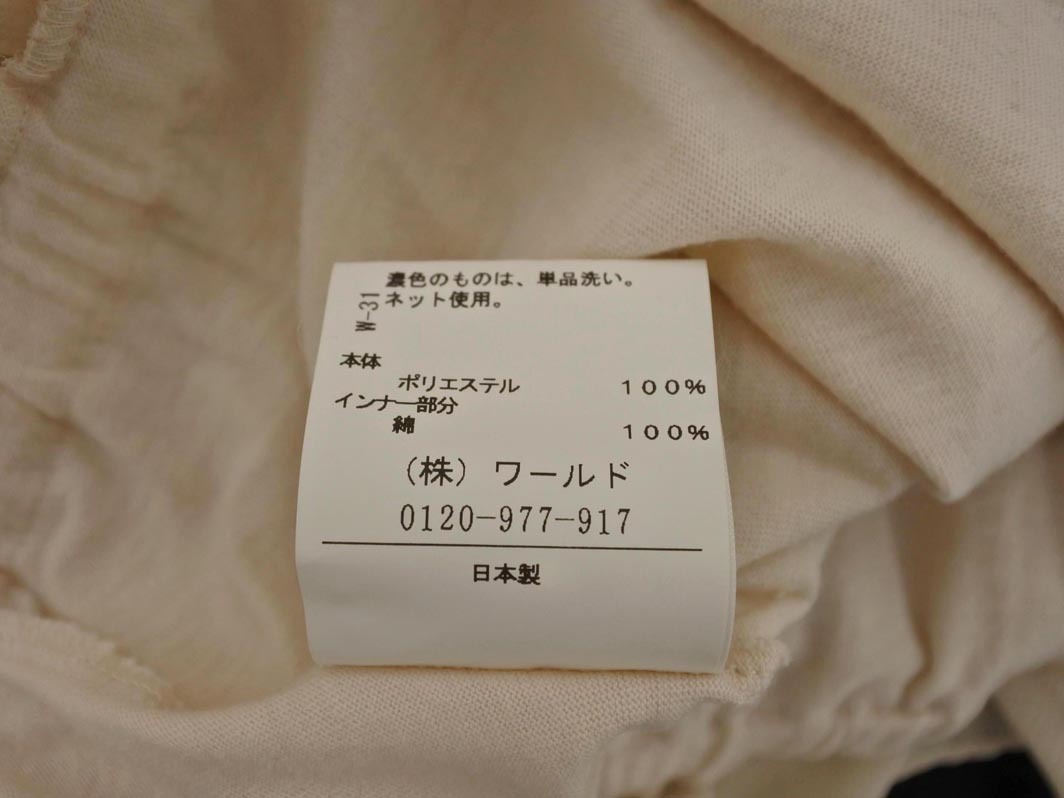 濃色のものは、単品洗い。
ネット使用。
W-31
本体
ポリエステル 100%
インナー部分
綿 100%
(株) ワールド
0120-977-917
日本製